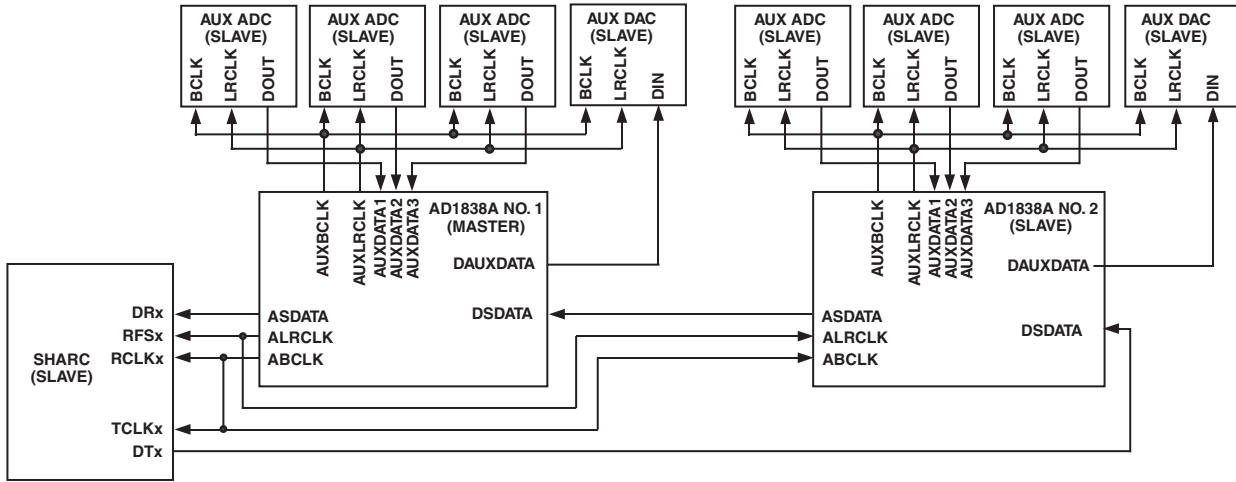 AUX ADC
(SLAVE)
BCLK
LRCLK
DOUT
AUX ADC
(SLAVE)
BCLK
LRCLK
DOUT
AUX ADC
(SLAVE)
BCLK
LRCLK
DOUT
AUX DAC
(SLAVE)
BCLK
LRCLK
DIN
AUX ADC
(SLAVE)
BCLK
LRCLK
DOUT
AUX ADC
(SLAVE)
BCLK
LRCLK
DOUT
AUX ADC
(SLAVE)
BCLK
LRCLK
DOUT
AUX DAC
(SLAVE)
BCLK
LRCLK
DIN
AUXBCLK
AUXLRCLK
AUXDATA1
AUXDATA2
AUXDATA3
AD1838A NO. 1
(MASTER)
DAUXDATA
DSDATA
ASDATA
ALRCLK
ABCLK
AUXBCLK
AUXLRCLK
AUXDATA1
AUXDATA2
AUXDATA3
AD1838A NO. 2
(SLAVE)
DAUXDATA
DSDATA
ASDATA
ALRCLK
ABCLK
SHARC
(SLAVE)
DRx
RFSx
RCLKx
TCLKx
DTx